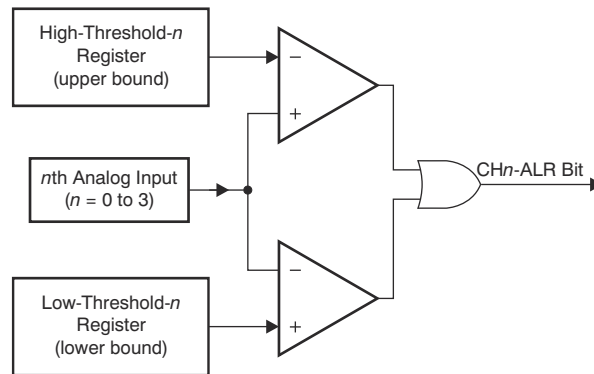 High-Threshold-n
Register
(upper bound)
−
+
nth Analog Input
(n = 0 to 3)
CHn-ALR Bit
−
+
Low-Threshold-n
Register
(lower bound)